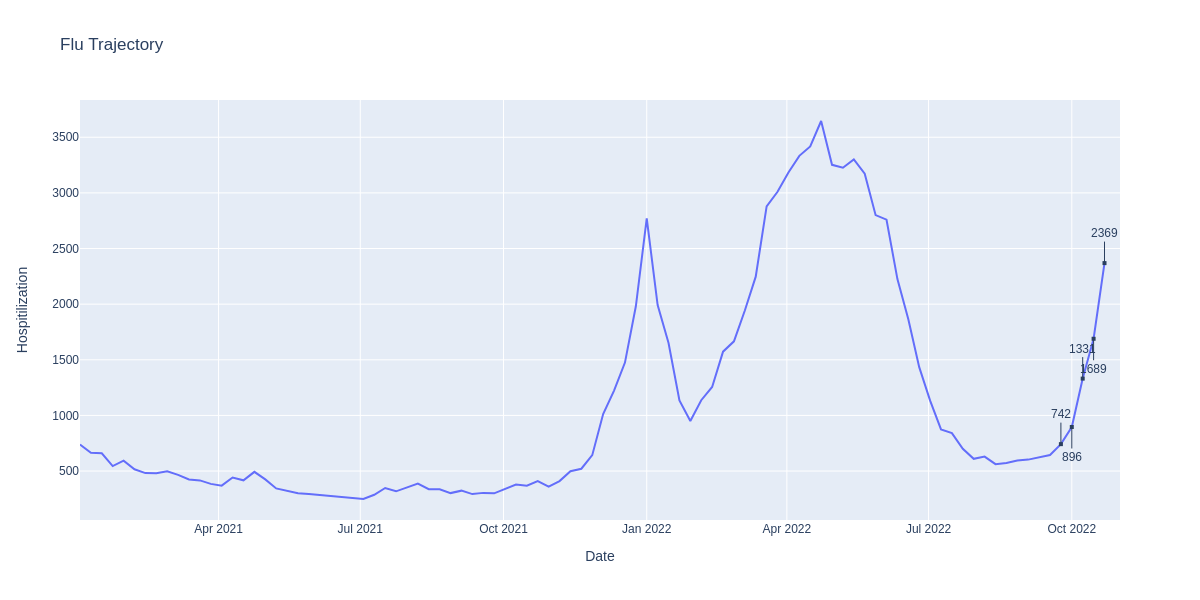 Flu Trajectory
3500
3000
2500
2000
1500
1000
500
Hospitilization
2369
1331
1689
742
896
Apr 2021
Jul 2021
Oct 2021
Jan 2022
Apr 2022
Jul 2022
Oct 2022
Date